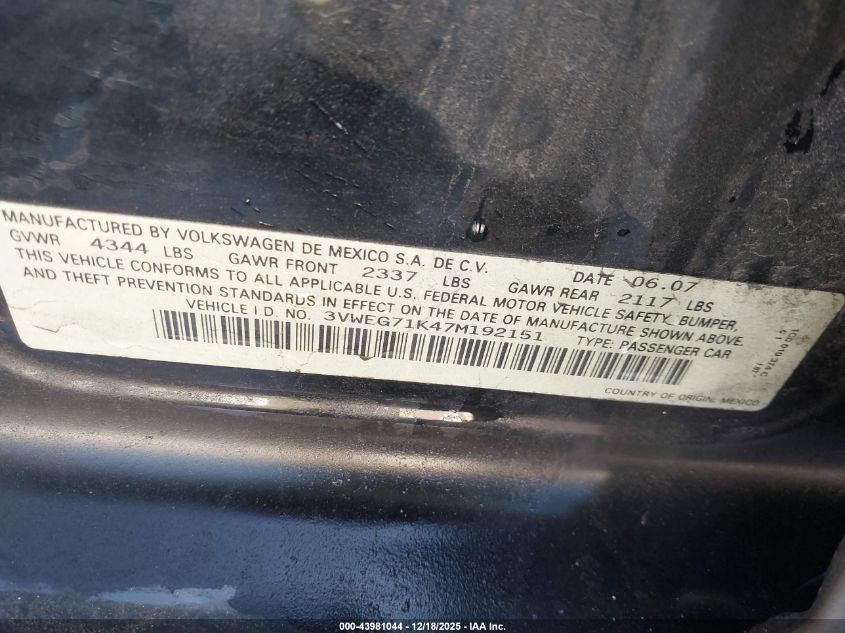 MANUFACTURED BY VOLKSWAGEN DE MEXICO S.A. DE C.V. DATE 06.07
GVWR 4344 LBS GAWR FRONT 2337 LBS GAWR REAR 2117 LBS
THIS VEHICLE CONFORMS TO ALL APPLICABLE U.S. FEDERAL MOTOR VEHICLE SAFETY, BUMPER,
AND THEFT PREVENTION STANDARDS IN EFFECT ON THE DATE OF MANUFACTURE SHOWN ABOVE.
VEHICLE I.D. NO. 3VWEG71K47M192151 TYPE: PASSENGER CAR
COUNTRY OF ORIGIN: MEXICO
000-43981044 | 12/18/2025 - IAA Inc.